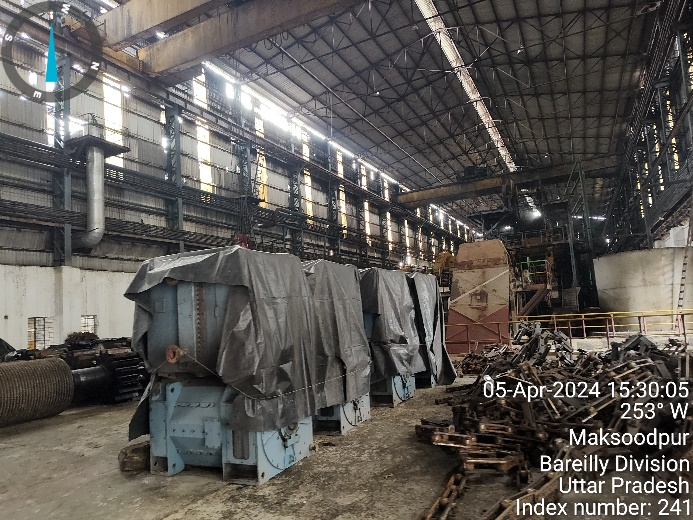 N
E
S
W
05-Apr-2024 15:30:05
253° W
Maksoodpur
Bareilly Division
Uttar Pradesh
Index number: 241